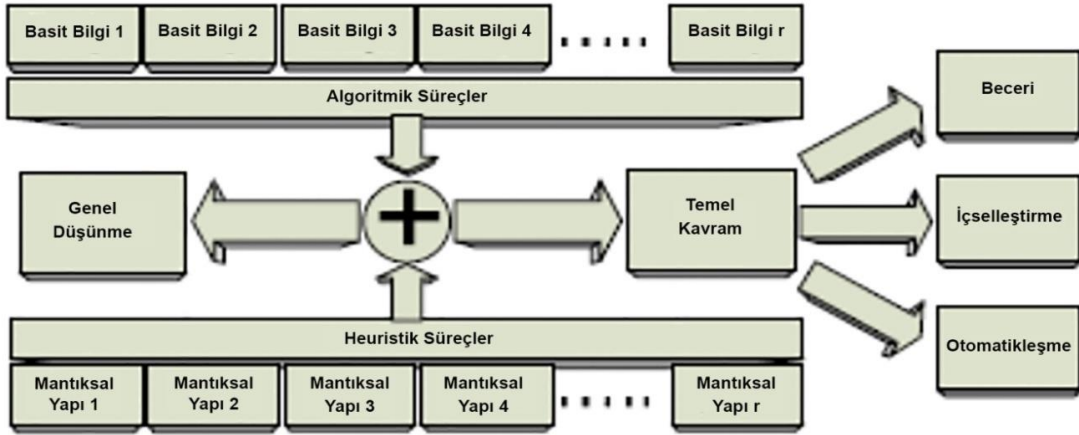 Basit Bilgi 1
Basit Bilgi 2
Basit Bilgi 3
Basit Bilgi 4
Basit Bilgi r
Algoritmik Süreçler
Genel
Düşünme
Temel
Kavram
Beceri
İçselleştirme
Otomatikleşme
Heuristik Süreçler
Mantıksal
Yapı 1
Mantıksal
Yapı 2
Mantıksal
Yapı 3
Mantıksal
Yapı 4
Mantıksal
Yapı r